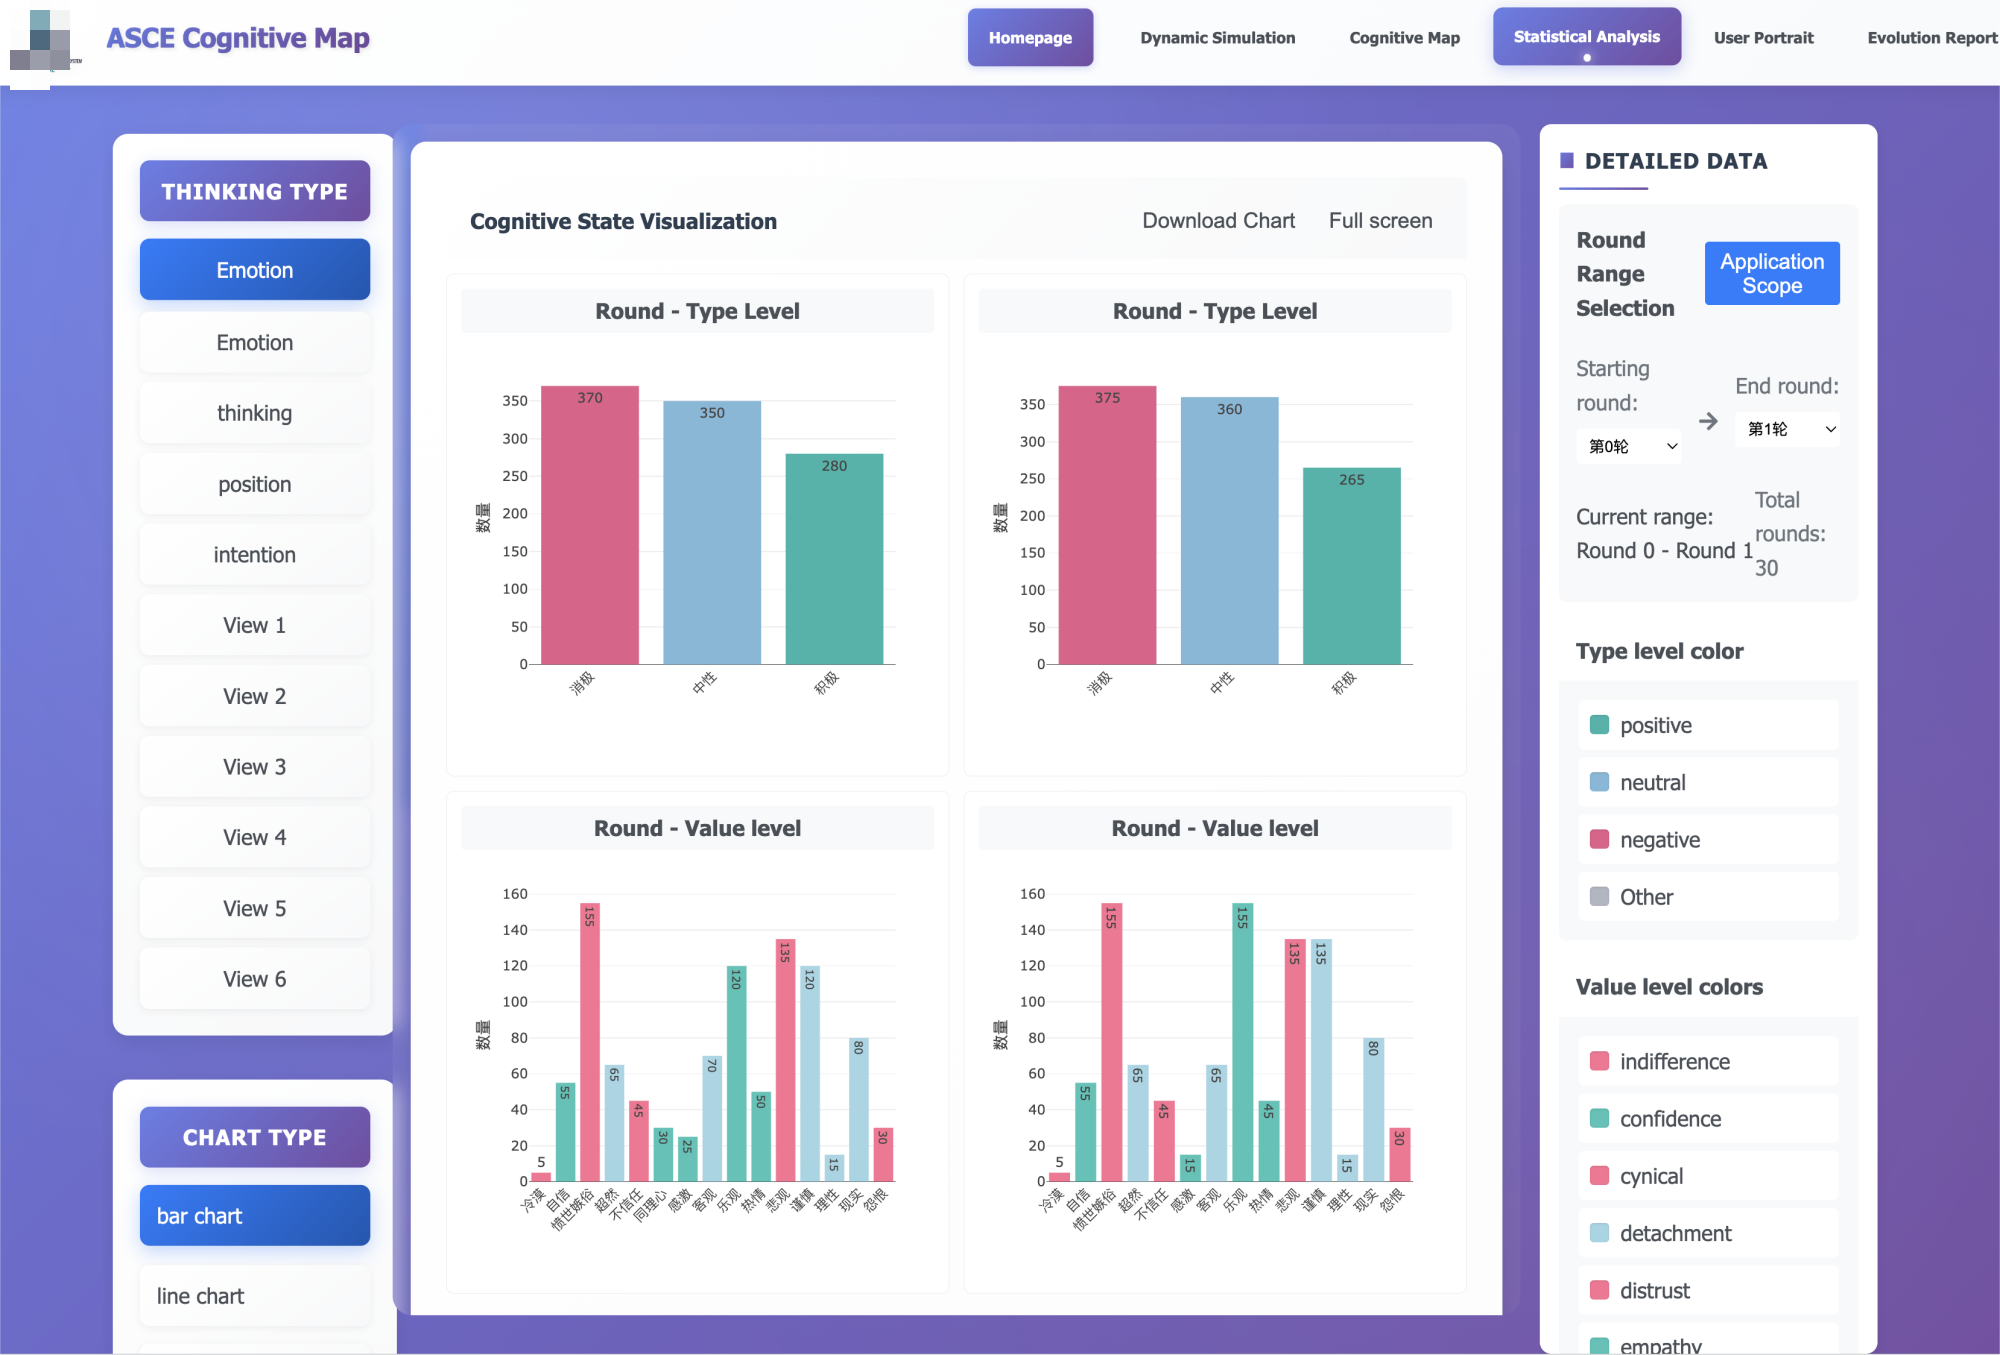 ASCE Cognitive Map
Homepage
Dynamic Simulation
Cognitive Map
Statistical Analysis
User Portrait
Evolution Report
THINKING TYPE
Emotion
Emotion
thinking
position
intention
View 1
View 2
View 3
View 4
View 5
View 6
CHART TYPE
bar chart
line chart
Cognitive State Visualization
Download Chart
Full screen
Round - Type Level
350
300
250
200
150
100
50
0
数量
370
350
280
消极
中性
积极
Round - Type Level
350
300
250
200
150
100
50
0
数量
375
360
265
消极
中性
积极
Round - Value level
160
140
120
100
80
60
40
20
0
数量
5
55
155
65
45
30
25
70
120
50
135
120
15
80
30
冷漠
自信
愤世嫉俗
超然
不信任
同理心
感激
客观
乐观
热情
悲观
谨慎
理性
现实
怨恨
Round - Value level
160
140
120
100
80
60
40
20
0
数量
5
55
155
65
45
15
65
155
45
135
135
15
80
30
冷漠
自信
愤世嫉俗
超然
不信任
感激
客观
乐观
热情
悲观
谨慎
理性
现实
怨恨
DETAILED DATA
Round
Range
Selection
Application
Scope
Starting
round:
第0轮
End round:
第1轮
Current range:
Round 0 - Round 1
Total
rounds:
30
Type level color
positive
neutral
negative
Other
Value level colors
indifference
confidence
cynical
detachment
distrust
empathy